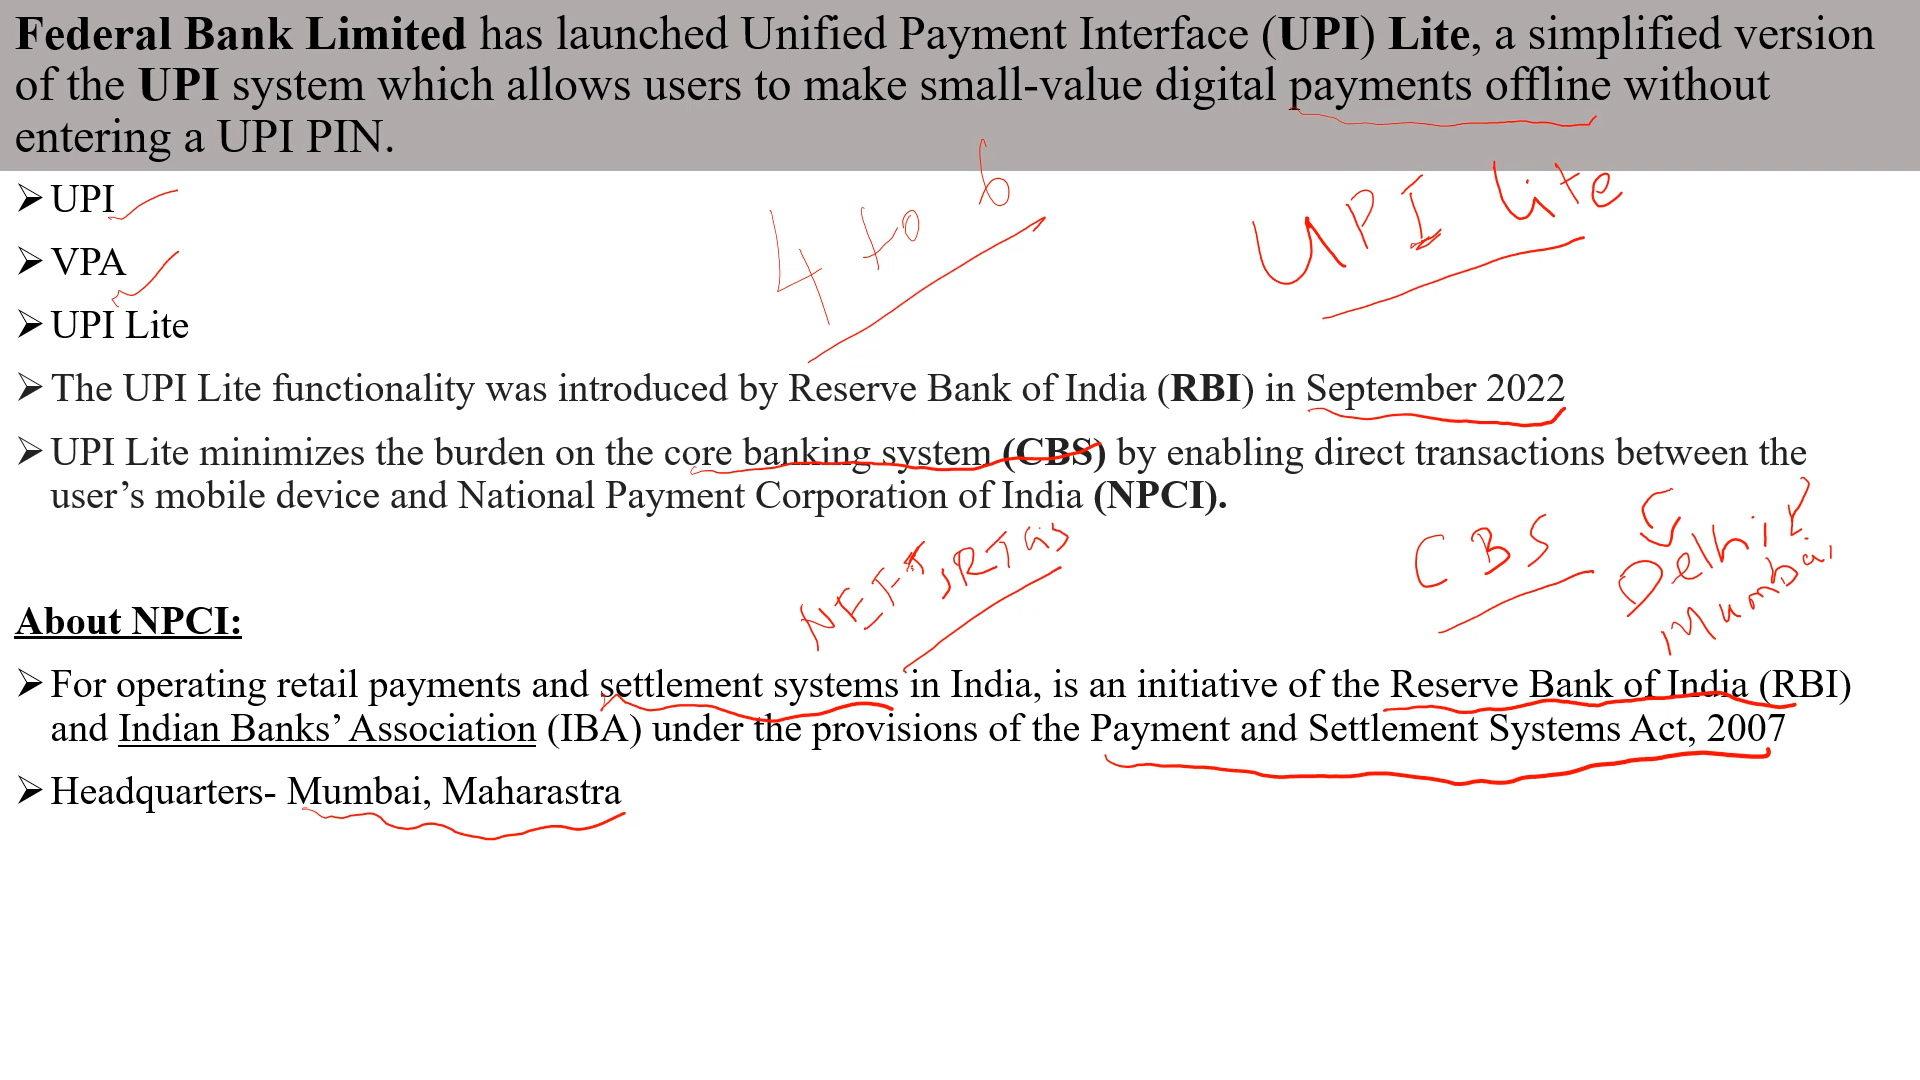 Federal Bank Limited has launched Unified Payment Interface (UPI) Lite, a simplified version
of the UPI system which allows users to make small-value digital payments offline without
entering a UPI PIN.
4 to 6
UPI Lite
➢ UPI
➢ VPA
➢ UPI Lite
➢ The UPI Lite functionality was introduced by Reserve Bank of India (RBI) in September 2022
➢ UPI Lite minimizes the burden on the core banking system (CBS) by enabling direct transactions between the
user’s mobile device and National Payment Corporation of India (NPCI).
NEFT, RTGS
CBS
Delhi
Mumbai
About NPCI:
➢ For operating retail payments and settlement systems in India, is an initiative of the Reserve Bank of India (RBI)
and Indian Banks’ Association (IBA) under the provisions of the Payment and Settlement Systems Act, 2007
➢ Headquarters- Mumbai, Maharastra